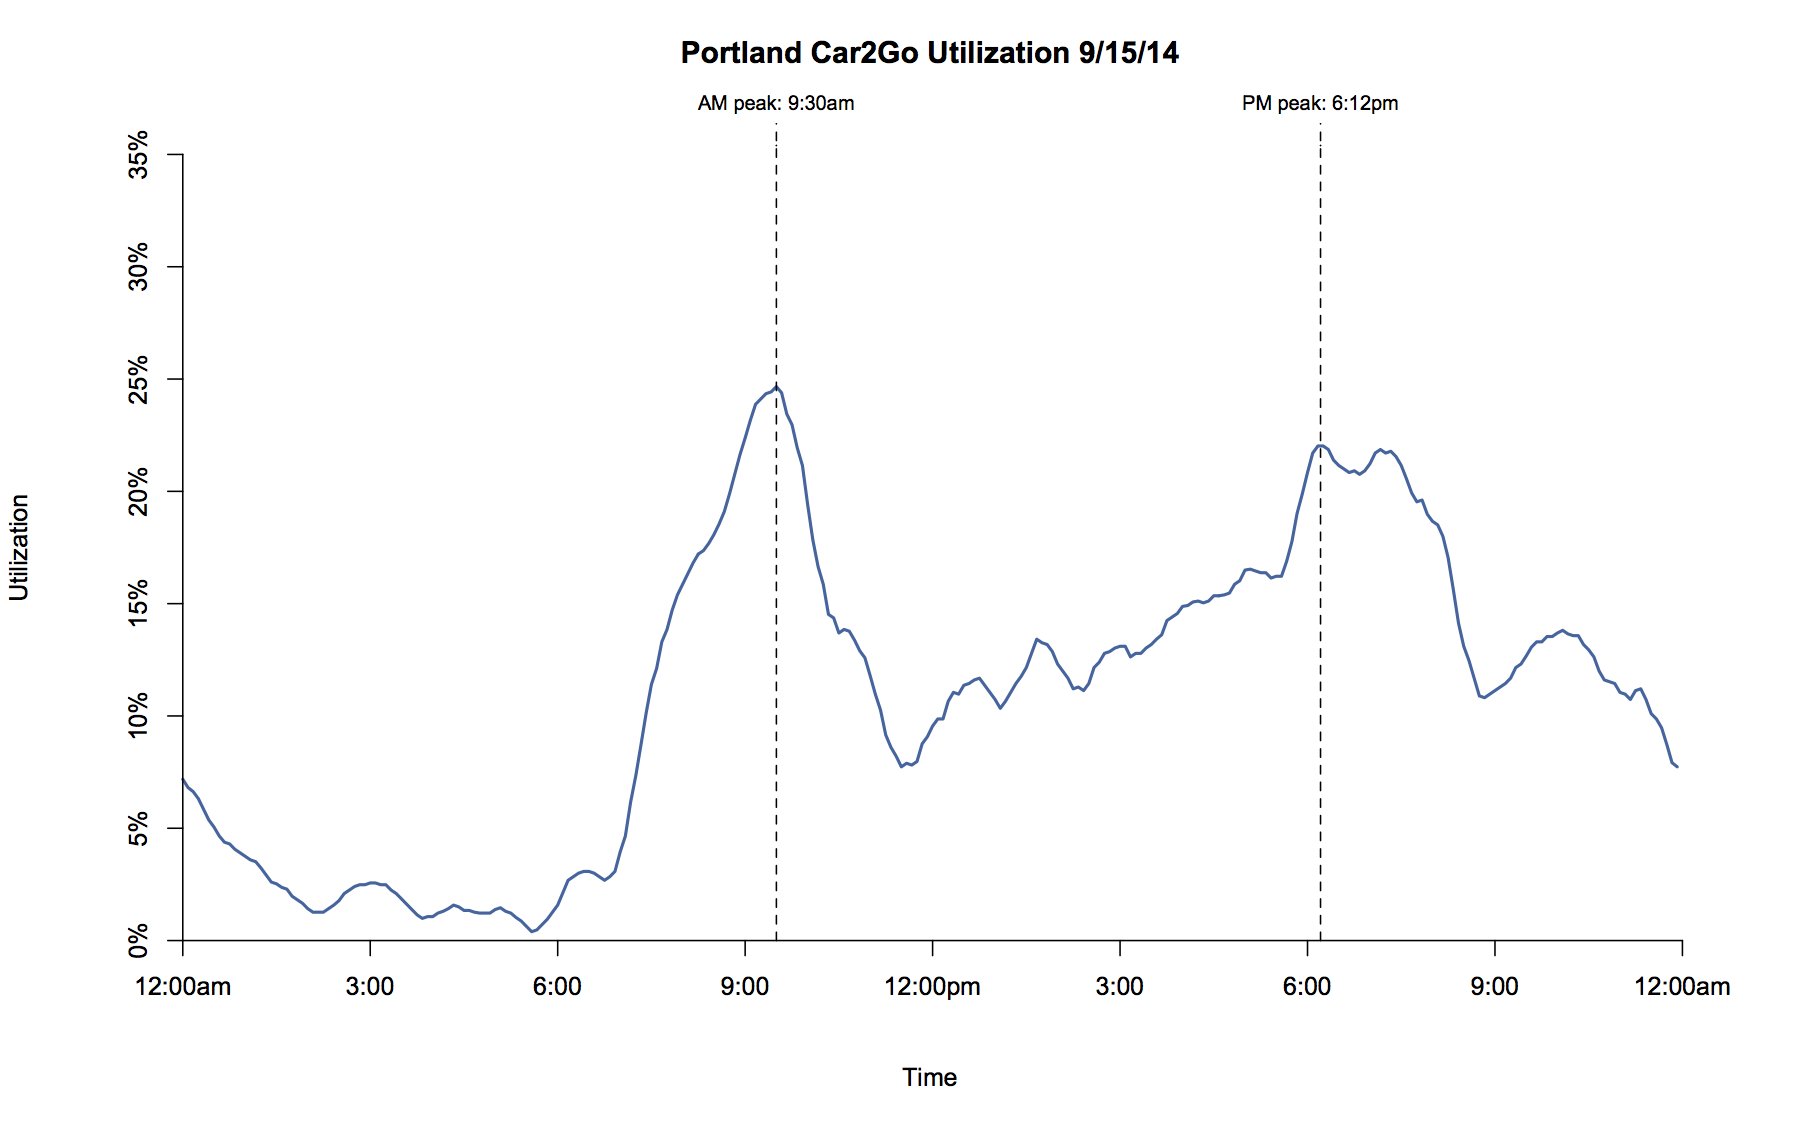 Portland Car2Go Utilization 9/15/14
AM peak: 9:30am
PM peak: 6:12pm
35%
30%
25%
20%
15%
10%
5%
0%
Utilization
12:00am
3:00
6:00
9:00
12:00pm
3:00
6:00
9:00
12:00am
Time